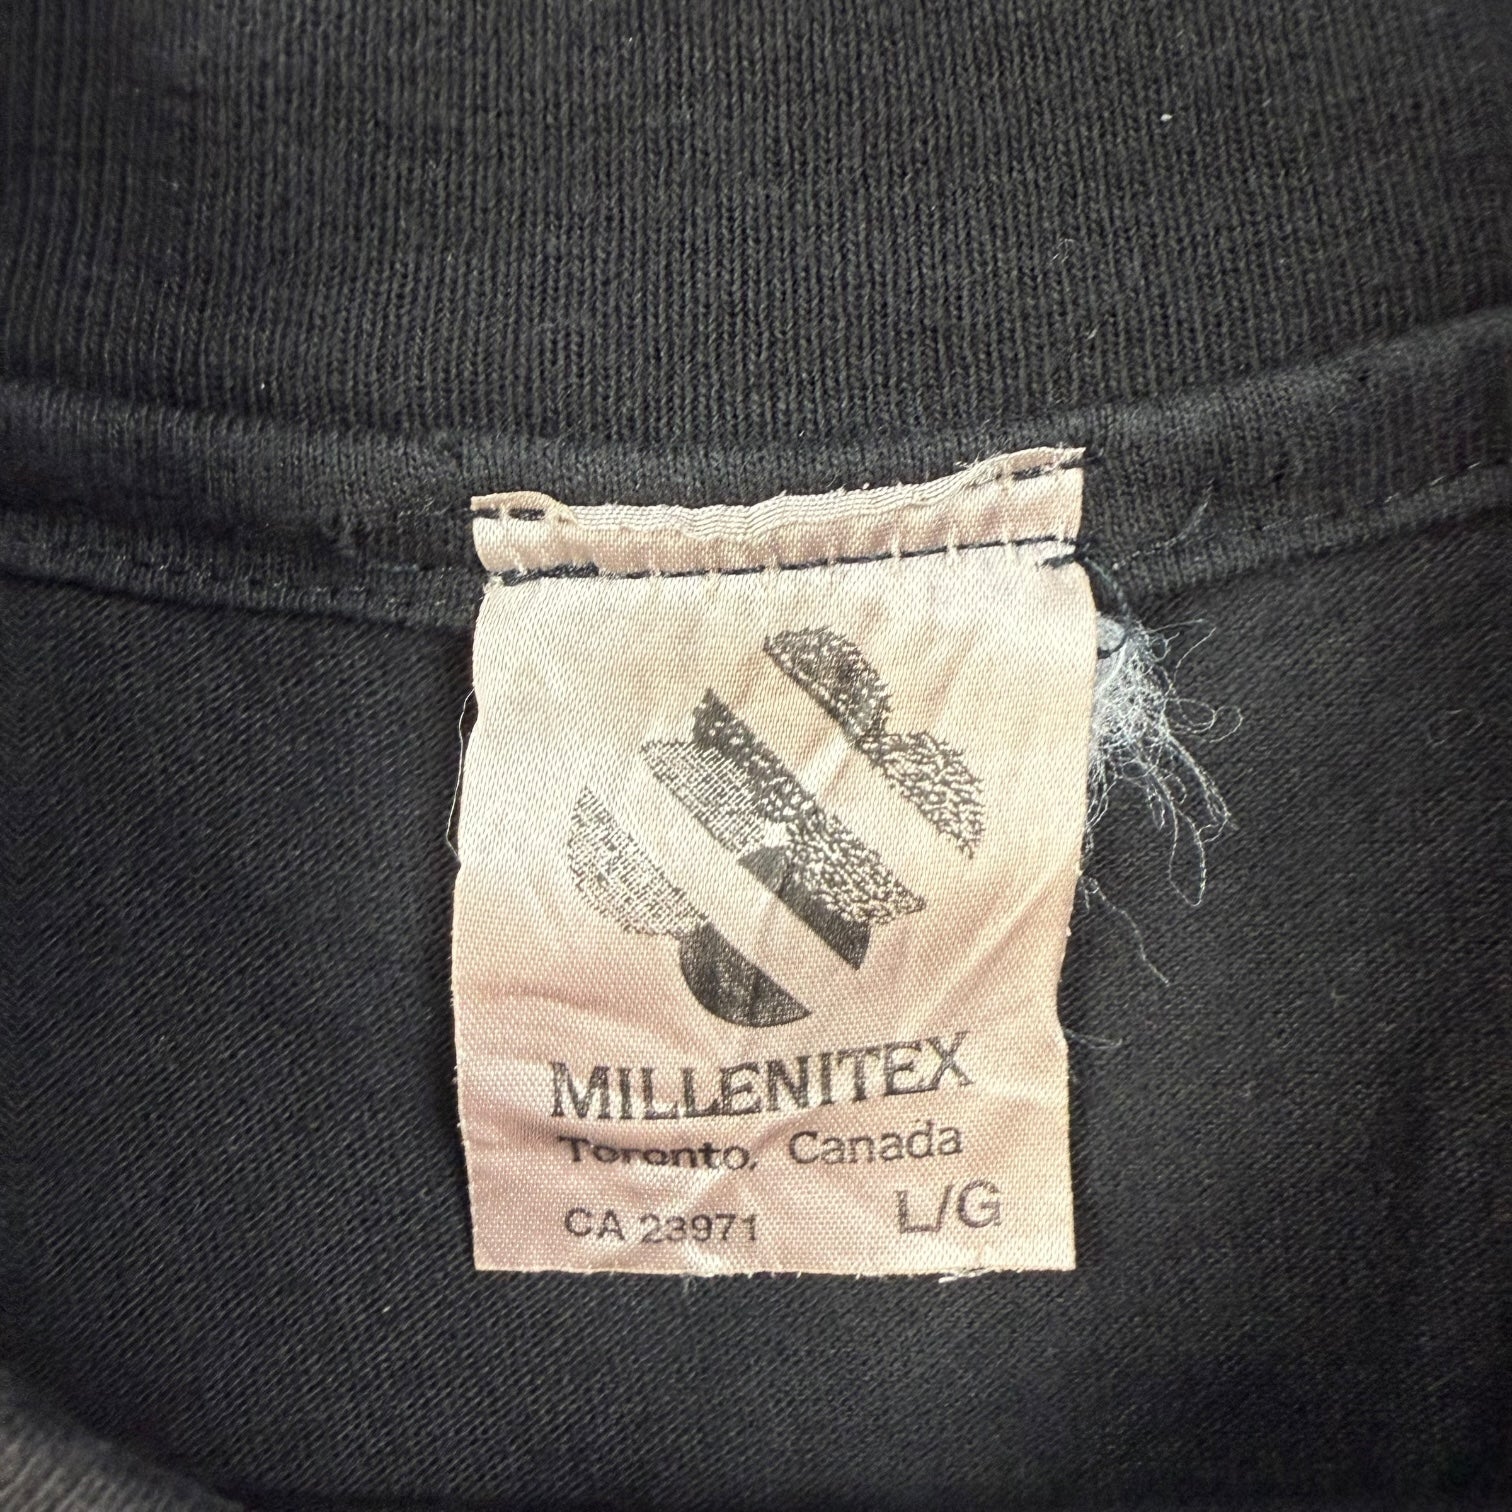 MILLENITEX
Toronto, Canada
CA 23971 L/G